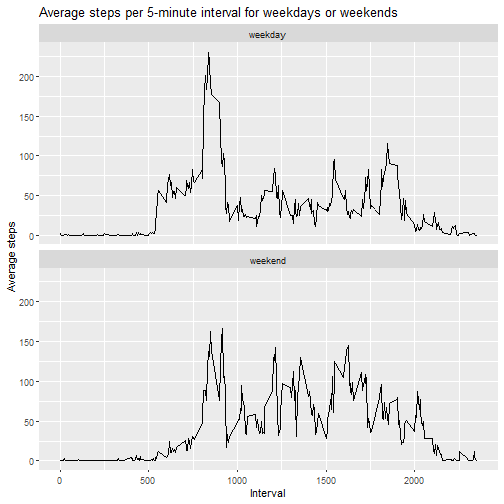 Average steps per 5-minute interval for weekdays or weekends
weekday
200
150
100
50
0
Average steps
weekend
200
150
100
50
0
0 500 1000 1500 2000
Interval